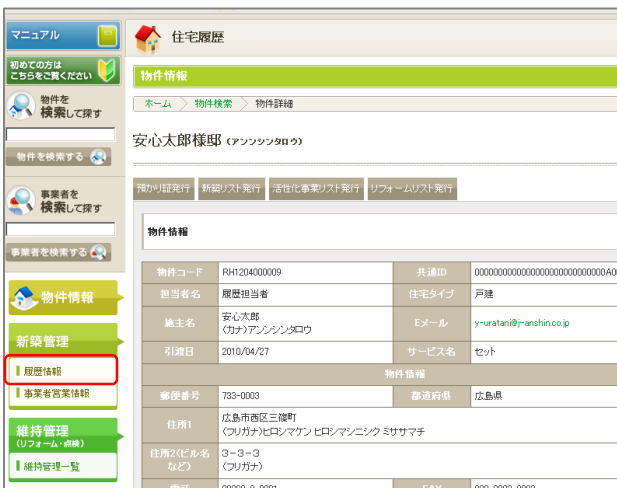 マニュアル
初めての方は
こちらをご覧ください
物件を
検索して探す
物件を検索する
事業者を
検索して探す
事業者を検索する
物件情報
新築管理
履歴情報
事業者営業情報
維持管理
(リフォーム・点検)
維持管理一覧
住宅履歴
物件情報
ホーム 物件検索 物件詳細
安心太郎様邸 (アンシンタロウ)
預かり証発行 新築リスト発行 活性化事業リスト発行 リフォームリスト発行
物件情報
物件コード RH1204000009 共通ID
担当者名 履歴担当者 住宅タイプ 戸建
施主名 安心太郎
(カナ)アンシンタロウ Eメール y-uratani@j-anshin.co.jp
引渡日 2010/04/27 サービス名 セット
物件情報
郵便番号 733-0003 都道府県 広島県
住所1 広島市西区三篠町
(フリガナ)ヒロシマケン ヒロシマシニシク ミササマチ
住所2(ビル名
など) 3-3-3
(フリガナ)